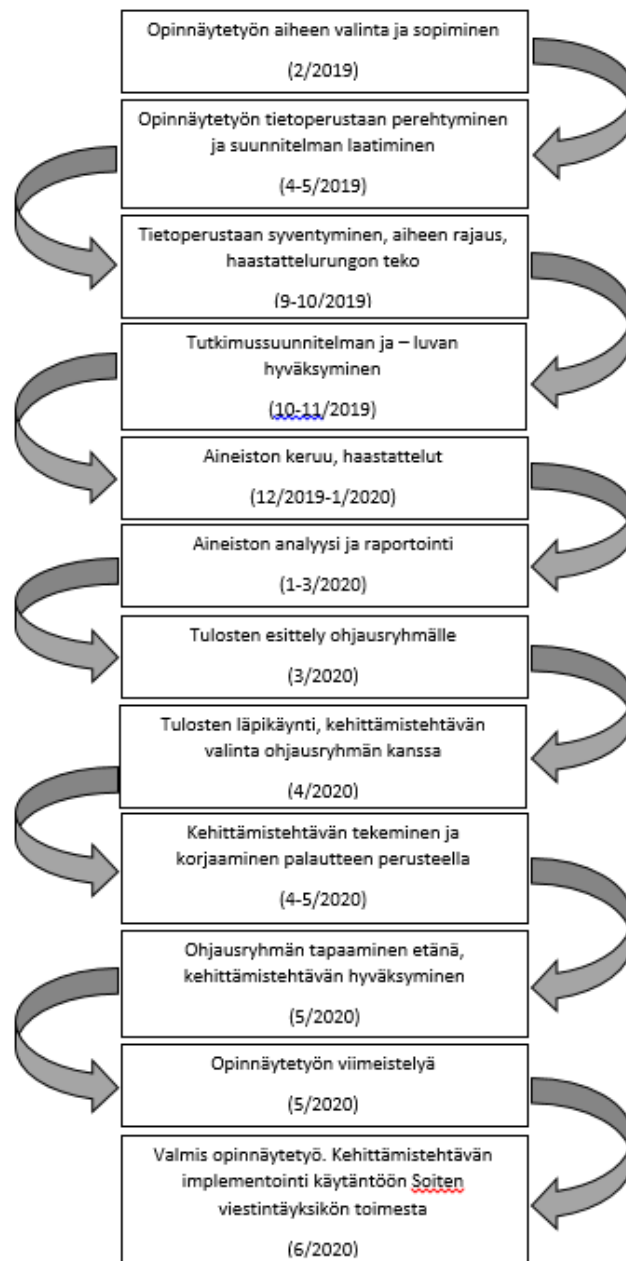 Opinnäytetyön aiheen valinta ja sopiminen
(2/2019)
Opinnäytetyön tietoperustaan perehtyminen
ja suunnitelman laatiminen
(4-5/2019)
Tietoperustaan syventyminen, aiheen rajaus,
haastattelurungon teko
(9-10/2019)
Tutkimussuunnitelman ja – luvan
hyväksyminen
(10-11/2019)
Aineiston keruu, haastattelut
(12/2019-1/2020)
Aineiston analyysi ja raportointi
(1-3/2020)
Tulosten esittely ohjausryhmälle
(3/2020)
Tulosten läpikäynti, kehittämistehtävän
valinta ohjausryhmän kanssa
(4/2020)
Kehittämistehtävän tekeminen ja
korjaaminen palautteen perusteella
(4-5/2020)
Ohjausryhmän tapaaminen etänä,
kehittämistehtävän hyväksyminen
(5/2020)
Opinnäytetyön viimeistelyä
(5/2020)
Valmis opinnäytetyö. Kehittämistehtävän
implementointi käytäntöön Soiten
viestintäyksikön toimesta
(6/2020)